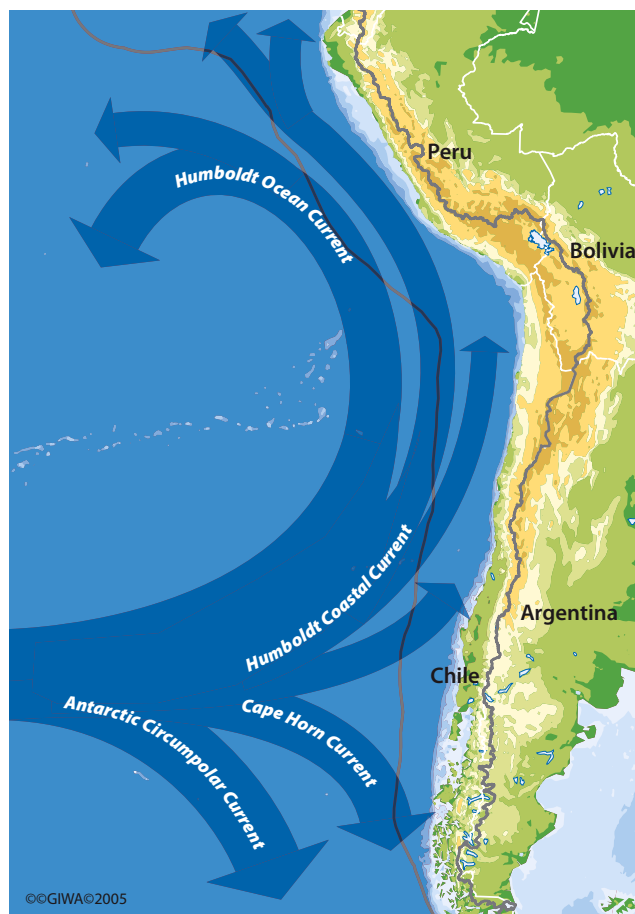 Peru
Humboldt Ocean Current
Bolivia
Humboldt Coastal Current
Argentina
Chile
Antarctic Circumpolar Current
Cape Horn Current
©©GIWA©2005